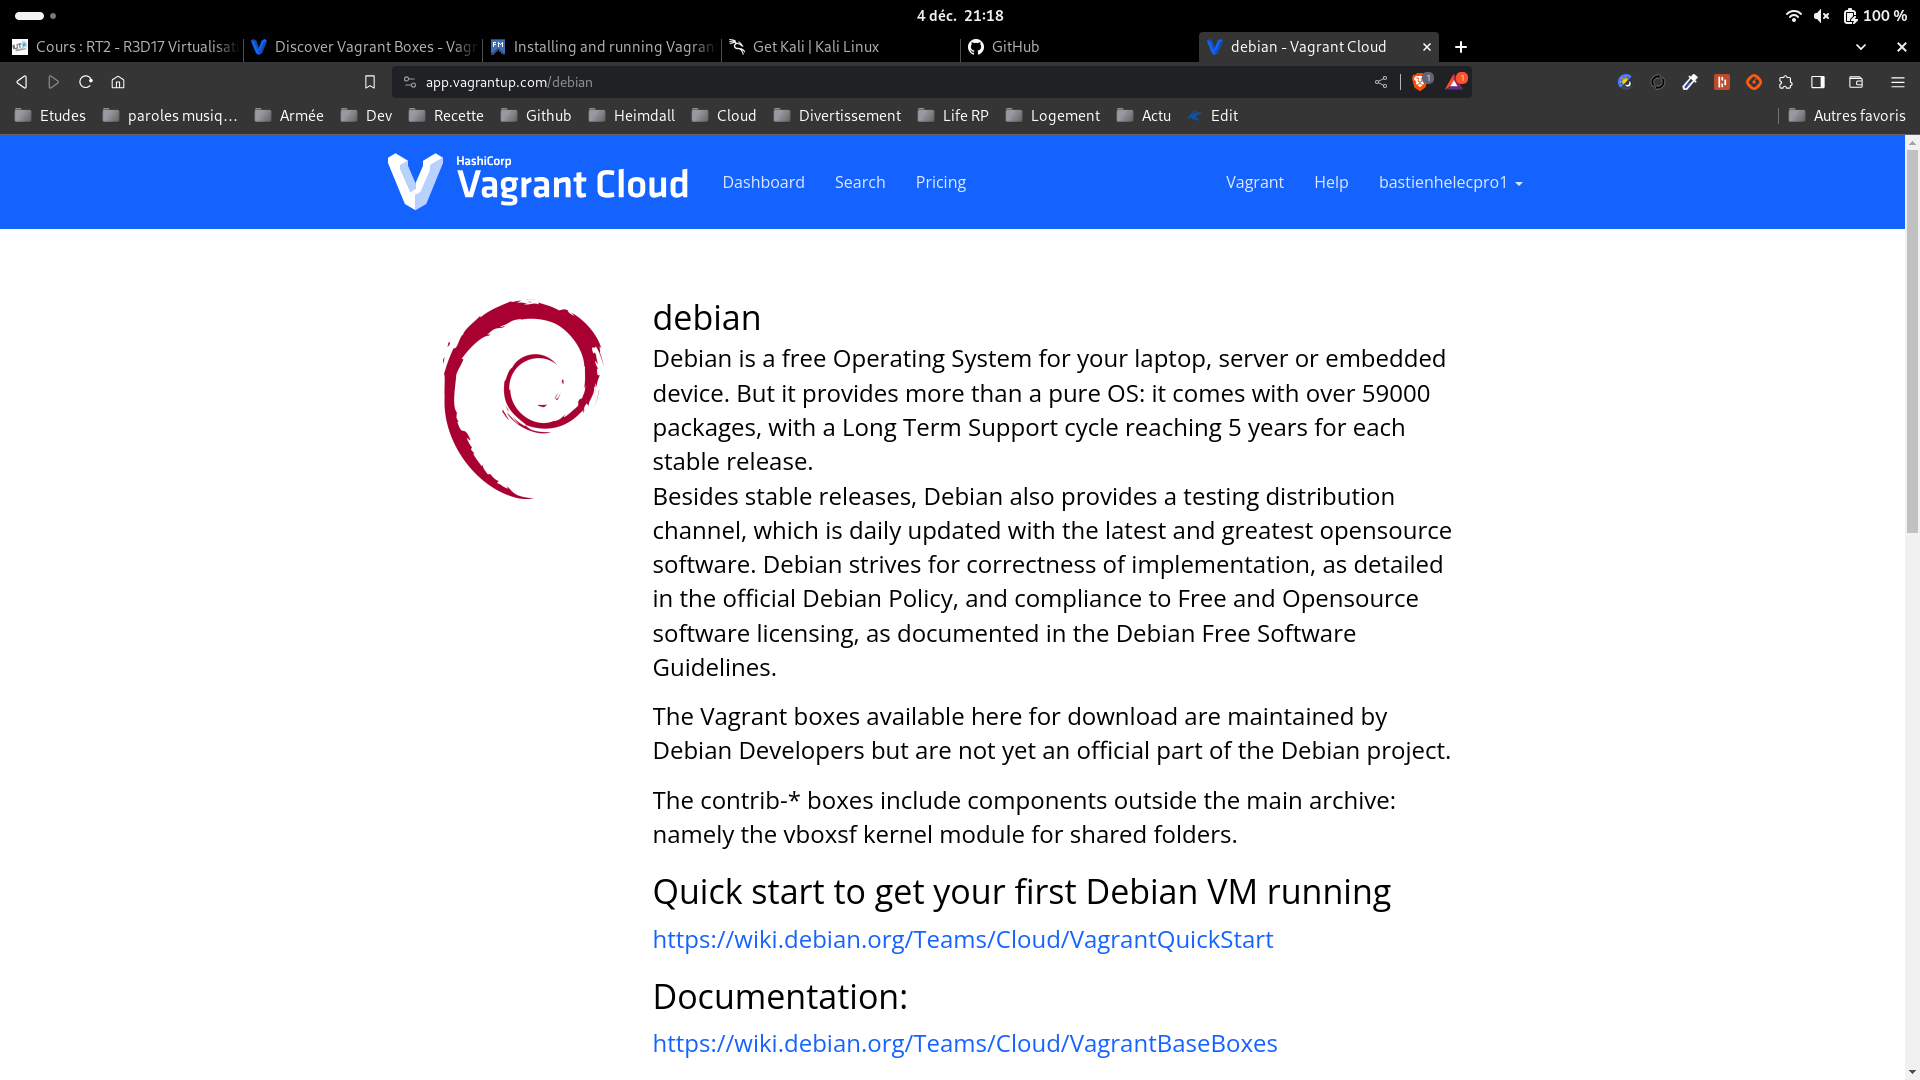 4 déc. 21:18
100 %
Cours : RT2 - R3D17 Virtualisat
Discover Vagrant Boxes - Vagr
Installing and running Vagran
Get Kali | Kali Linux
GitHub
debian - Vagrant Cloud
app.vagrantup.com/debian
1
1
Etudes
paroles musiq…
Armée
Dev
Recette
Github
Heimdall
Cloud
Divertissement
Life RP
Logement
Actu
Edit
Autres favoris
HashiCorp
Vagrant Cloud
Dashboard
Search
Pricing
Vagrant
Help
bastienhelecpro1
debian
Debian is a free Operating System for your laptop, server or embedded
device. But it provides more than a pure OS: it comes with over 59000
packages, with a Long Term Support cycle reaching 5 years for each
stable release.
Besides stable releases, Debian also provides a testing distribution
channel, which is daily updated with the latest and greatest opensource
software. Debian strives for correctness of implementation, as detailed
in the official Debian Policy, and compliance to Free and Opensource
software licensing, as documented in the Debian Free Software
Guidelines.
The Vagrant boxes available here for download are maintained by
Debian Developers but are not yet an official part of the Debian project.
The contrib-* boxes include components outside the main archive:
namely the vboxsf kernel module for shared folders.
Quick start to get your first Debian VM running
https://wiki.debian.org/Teams/Cloud/VagrantQuickStart
Documentation:
https://wiki.debian.org/Teams/Cloud/VagrantBaseBoxes